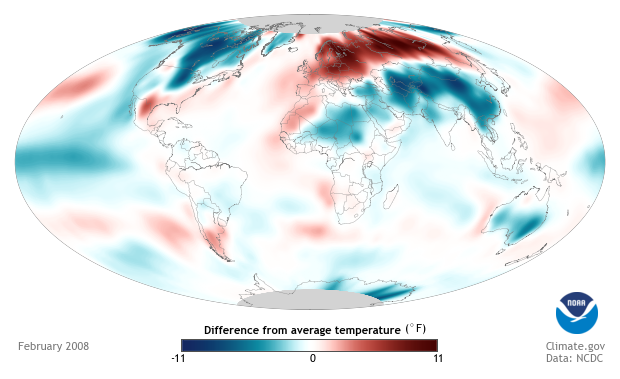 NOAA
Difference from average temperature (°F)
February 2008
-11 0 11
Climate.gov
Data: NCDC